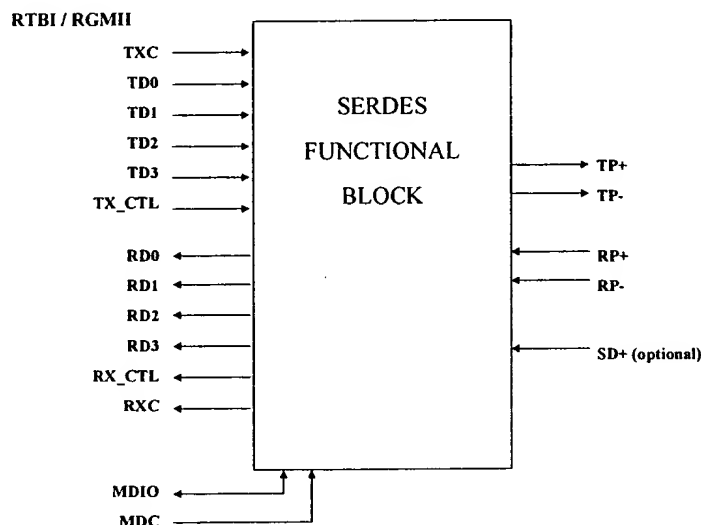 RTBI / RGMII
TXC
TD0
TD1
TD2
TD3
TX_CTL
RD0
RD1
RD2
RD3
RX_CTL
RXC
MDIO
MDC
SERDES
FUNCTIONAL
BLOCK
TP+
TP-
RP+
RP-
SD+ (optional)